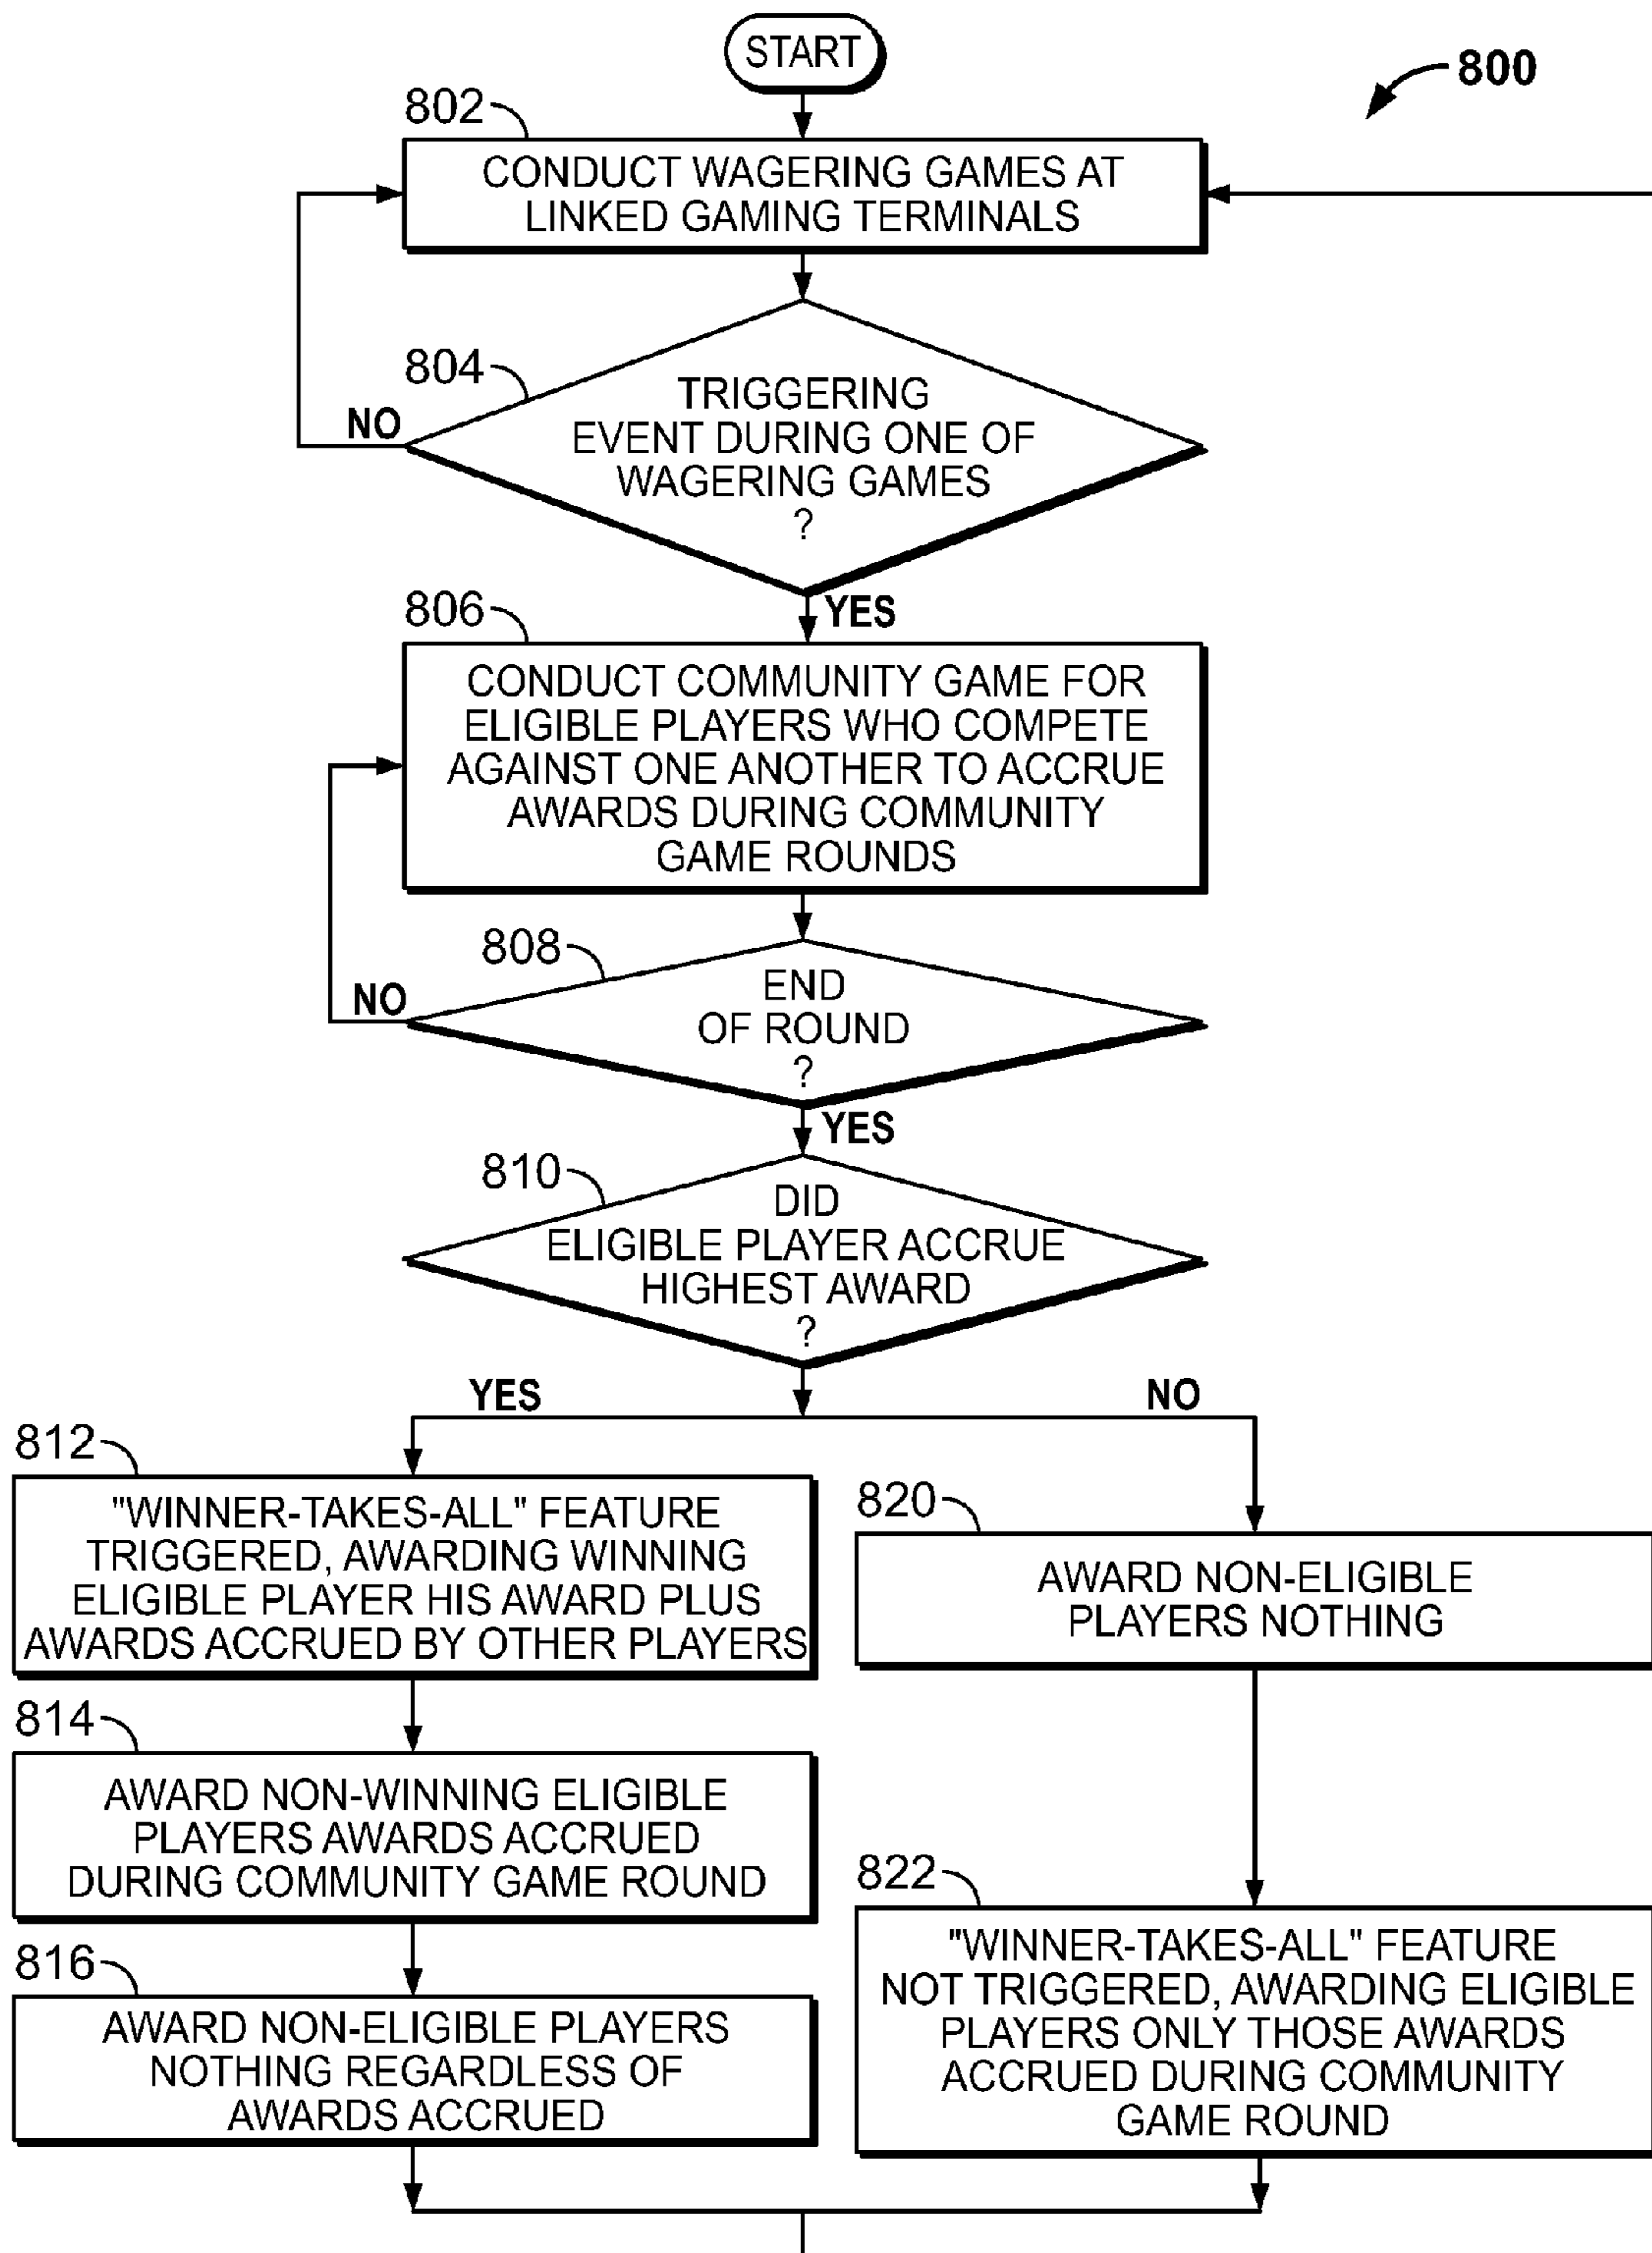 START
800
802
CONDUCT WAGERING GAMES AT
LINKED GAMING TERMINALS
804
TRIGGERING
EVENT DURING ONE OF
WAGERING GAMES
?
NO
YES
806
CONDUCT COMMUNITY GAME FOR
ELIGIBLE PLAYERS WHO COMPETE
AGAINST ONE ANOTHER TO ACCRUE
AWARDS DURING COMMUNITY
GAME ROUNDS
808
END
OF ROUND
?
NO
YES
810
DID
ELIGIBLE PLAYER ACCRUE
HIGHEST AWARD
?
YES
NO
812
"WINNER-TAKES-ALL" FEATURE
TRIGGERED, AWARDING WINNING
ELIGIBLE PLAYER HIS AWARD PLUS
AWARDS ACCRUED BY OTHER PLAYERS
814
AWARD NON-WINNING ELIGIBLE
PLAYERS AWARDS ACCRUED
DURING COMMUNITY GAME ROUND
816
AWARD NON-ELIGIBLE PLAYERS
NOTHING REGARDLESS OF
AWARDS ACCRUED
820
AWARD NON-ELIGIBLE
PLAYERS NOTHING
822
"WINNER-TAKES-ALL" FEATURE
NOT TRIGGERED, AWARDING ELIGIBLE
PLAYERS ONLY THOSE AWARDS
ACCRUED DURING COMMUNITY
GAME ROUND